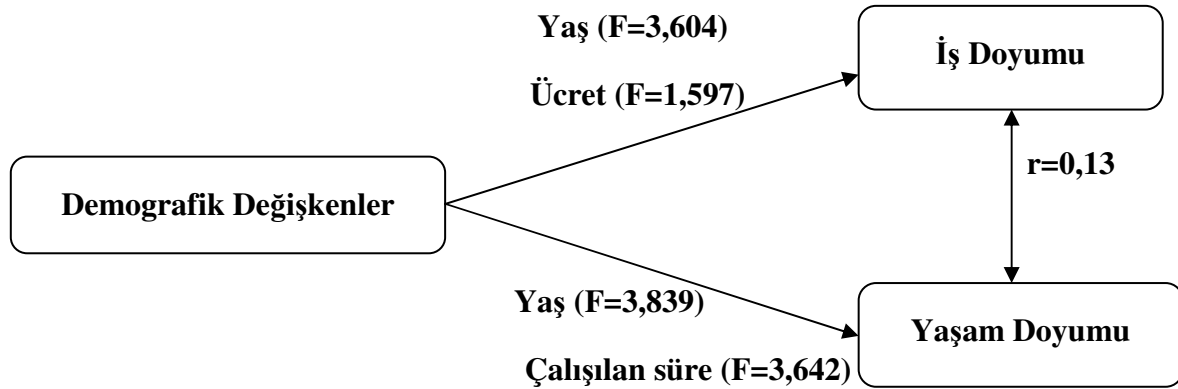 Yaş (F=3,604)
İş Doyumu
Ücret (F=1,597)
r=0,13
Demografik Değişkenler
Yaş (F=3,839)
Yaşam Doyumu
Çalışılan süre (F=3,642)